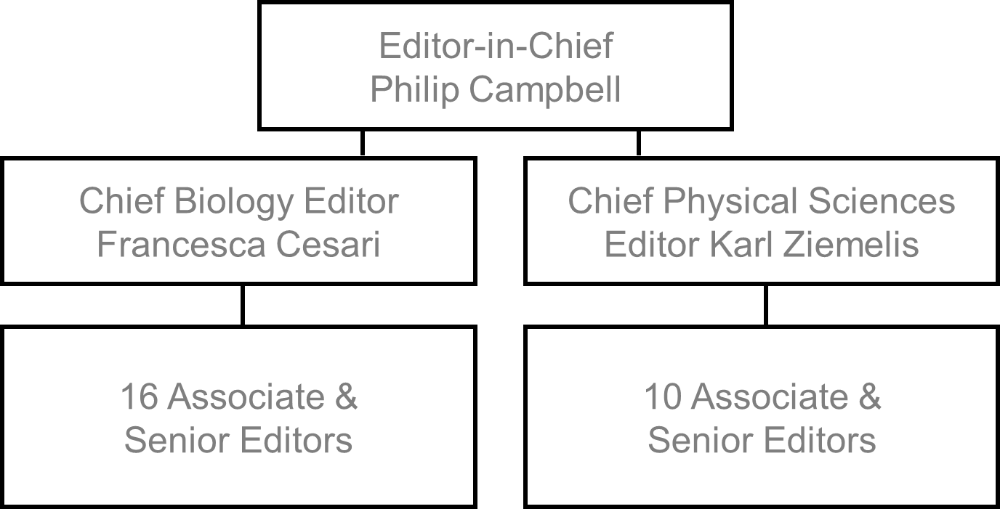 Editor-in-Chief
Philip Campbell
Chief Biology Editor
Francesca Cesari
Chief Physical Sciences
Editor Karl Ziemelis
16 Associate &
Senior Editors
10 Associate &
Senior Editors